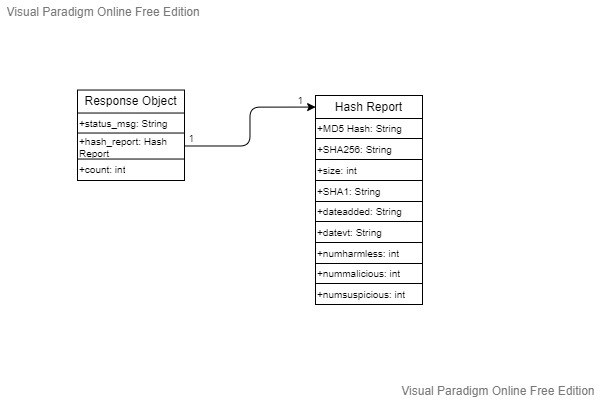 Visual Paradigm Online Free Edition
Response Object
+status_msg: String
+hash_report: Hash
Report
+count: int
1
1
Hash Report
+MD5 Hash: String
+SHA256: String
+size: int
+SHA1: String
+dateadded: String
+datevt: String
+numharmless: int
+nummalicious: int
+numsuspicious: int
Visual Paradigm Online Free Edition